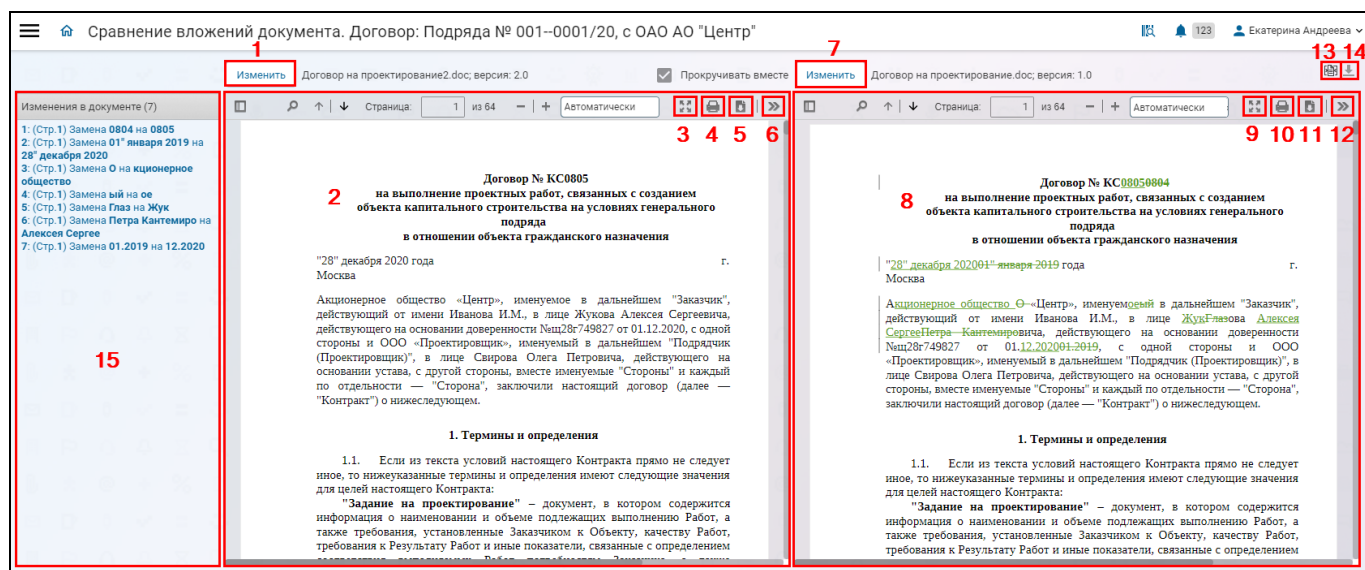 Сравнение вложений документа. Договор: Подряда № 001--0001/20, с ОАО АО "Центр"
123
Екатерина Андреева
1
7
13 14
Изменить
Договор на проектирование2.doc; версия: 2.0
Прокручивать вместе
Изменить
Договор на проектирование.doc; версия: 1.0
Изменения в документе (7)
1: (Стр.1) Замена 0804 на 0805
2: (Стр.1) Замена 01" января 2019 на
28" декабря 2020
3: (Стр.1) Замена О на кционерное
общество
4: (Стр.1) Замена ый на ое
5: (Стр.1) Замена Глаз на Жук
6: (Стр.1) Замена Петра Кантемиро на
Алексея Сергее
7: (Стр.1) Замена 01.2019 на 12.2020
15
Страница: 1 из 64 − + Автоматически
3 4 5 6
2
Договор № КС0805
на выполнение проектных работ, связанных с созданием
объекта капитального строительства на условиях генерального
подряда
в отношении объекта гражданского назначения
"28" декабря 2020 года г.
Москва
Акционерное общество «Центр», именуемое в дальнейшем "Заказчик",
действующий от имени Иванова И.М., в лице Жукова Алексея Сергеевича,
действующего на основании доверенности №щ28г749827 от 01.12.2020, с одной
стороны и ООО «Проектировщик», именуемый в дальнейшем "Подрядчик
(Проектировщик)", в лице Свирова Олега Петровича, действующего на
основании устава, с другой стороны, вместе именуемые "Стороны" и каждый
по отдельности — "Сторона", заключили настоящий договор (далее —
"Контракт") о нижеследующем.
1. Термины и определения
1.1. Если из текста условий настоящего Контракта прямо не следует
иное, то нижеуказанные термины и определения имеют следующие значения
для целей настоящего Контракта:
"Задание на проектирование" – документ, в котором содержится
информация о наименовании и объеме подлежащих выполнению Работ, а
также требования, установленные Заказчиком к Объекту, качеству Работ,
требования к Результату Работ и иные показатели, связанные с определением
Страница: 1 из 64 − + Автоматически
9 10 11 12
8
Договор № КС08050804
на выполнение проектных работ, связанных с созданием
объекта капитального строительства на условиях генерального
подряда
в отношении объекта гражданского назначения
"28" декабря 202001" января 2019 года г.
Москва
Акционерное общество О «Центр», именуемоеый в дальнейшем "Заказчик",
действующий от имени Иванова И.М., в лице ЖукГлазова Алексея
СергееПетра Кантемировича, действующего на основании доверенности
№щ28г749827 от 01.12.202001.2019, с одной стороны и ООО
«Проектировщик», именуемый в дальнейшем "Подрядчик (Проектировщик)", в
лице Свирова Олега Петровича, действующего на основании устава, с другой
стороны, вместе именуемые "Стороны" и каждый по отдельности — "Сторона",
заключили настоящий договор (далее — "Контракт") о нижеследующем.
1. Термины и определения
1.1. Если из текста условий настоящего Контракта прямо не следует
иное, то нижеуказанные термины и определения имеют следующие значения
для целей настоящего Контракта:
"Задание на проектирование" – документ, в котором содержится
информация о наименовании и объеме подлежащих выполнению Работ, а
также требования, установленные Заказчиком к Объекту, качеству Работ,
требования к Результату Работ и иные показатели, связанные с определением